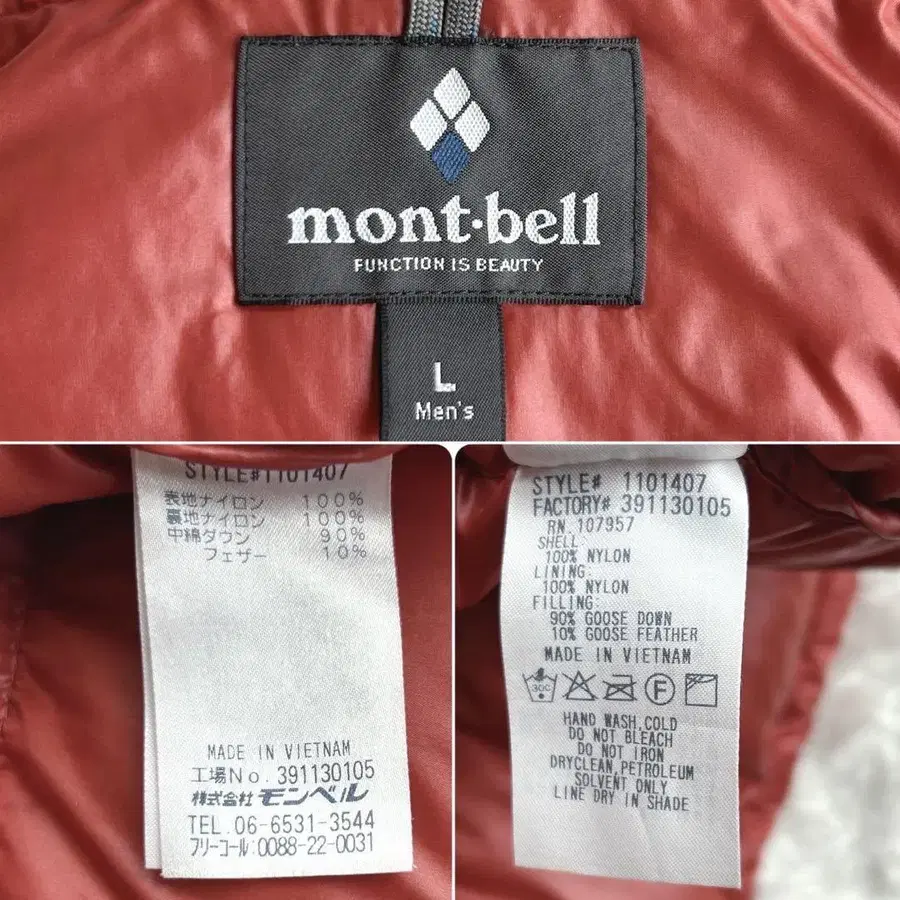 mont·bell
FUNCTION IS BEAUTY
L
Men's
STYLE#1101407
表地ナイロン 100%
裏地ナイロン 100%
中綿ダウン 90%
フェザー 10%
MADE IN VIETNAM
工場No. 391130105
株式会社モンベル
TEL. 06-6531-3544
フリーコール:0088-22-0031
STYLE# 1101407
FACTORY# 391130105
RN. 107957
SHELL:
100% NYLON
LINING:
100% NYLON
FILLING:
90% GOOSE DOWN
10% GOOSE FEATHER
MADE IN VIETNAM
30C F
HAND WASH,COLD
DO NOT BLEACH
DO NOT IRON
DRYCLEAN,PETROLEUM
SOLVENT ONLY
LINE DRY IN SHADE